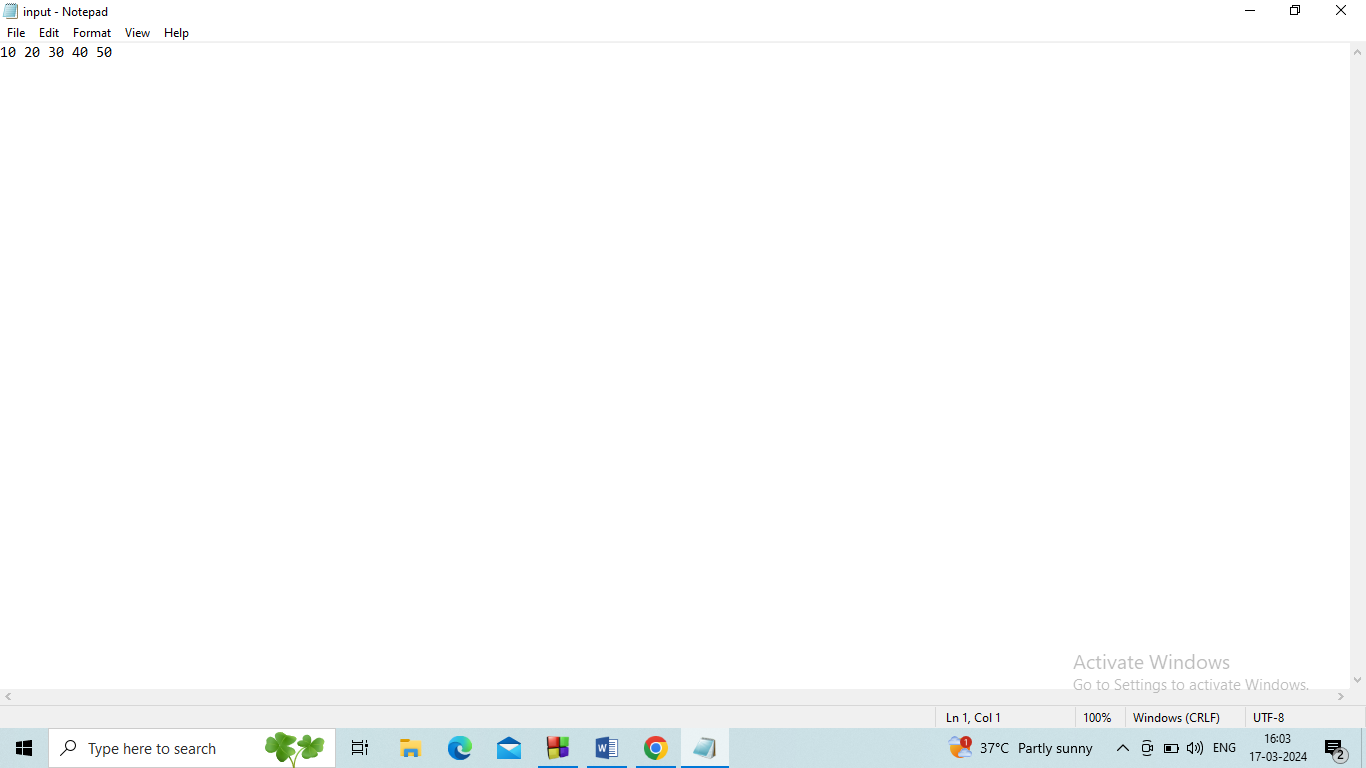 input - Notepad
File Edit Format View Help
10 20 30 40 50
Activate Windows
Go to Settings to activate Windows.
Ln 1, Col 1 100% Windows (CRLF) UTF-8
Type here to search
1
37°C Partly sunny
ENG
16:03
17-03-2024
2